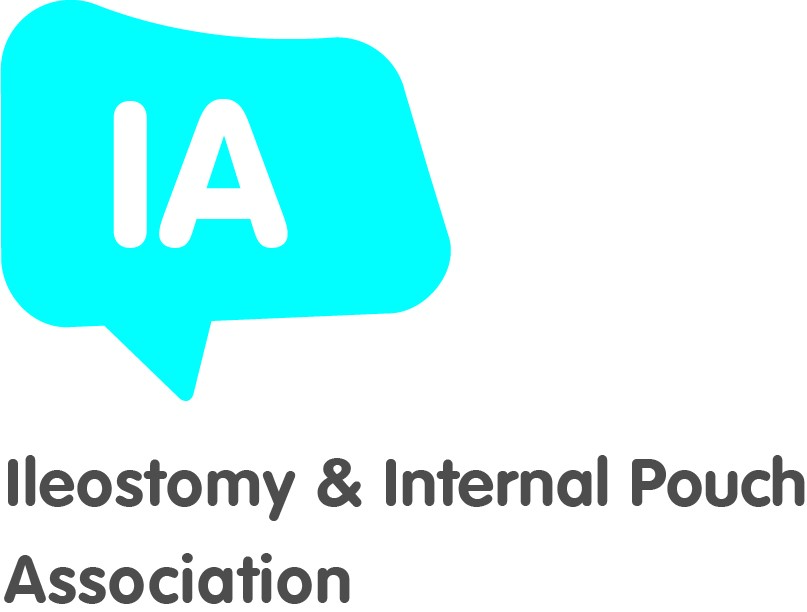 IA
Ileostomy & Internal Pouch
Association